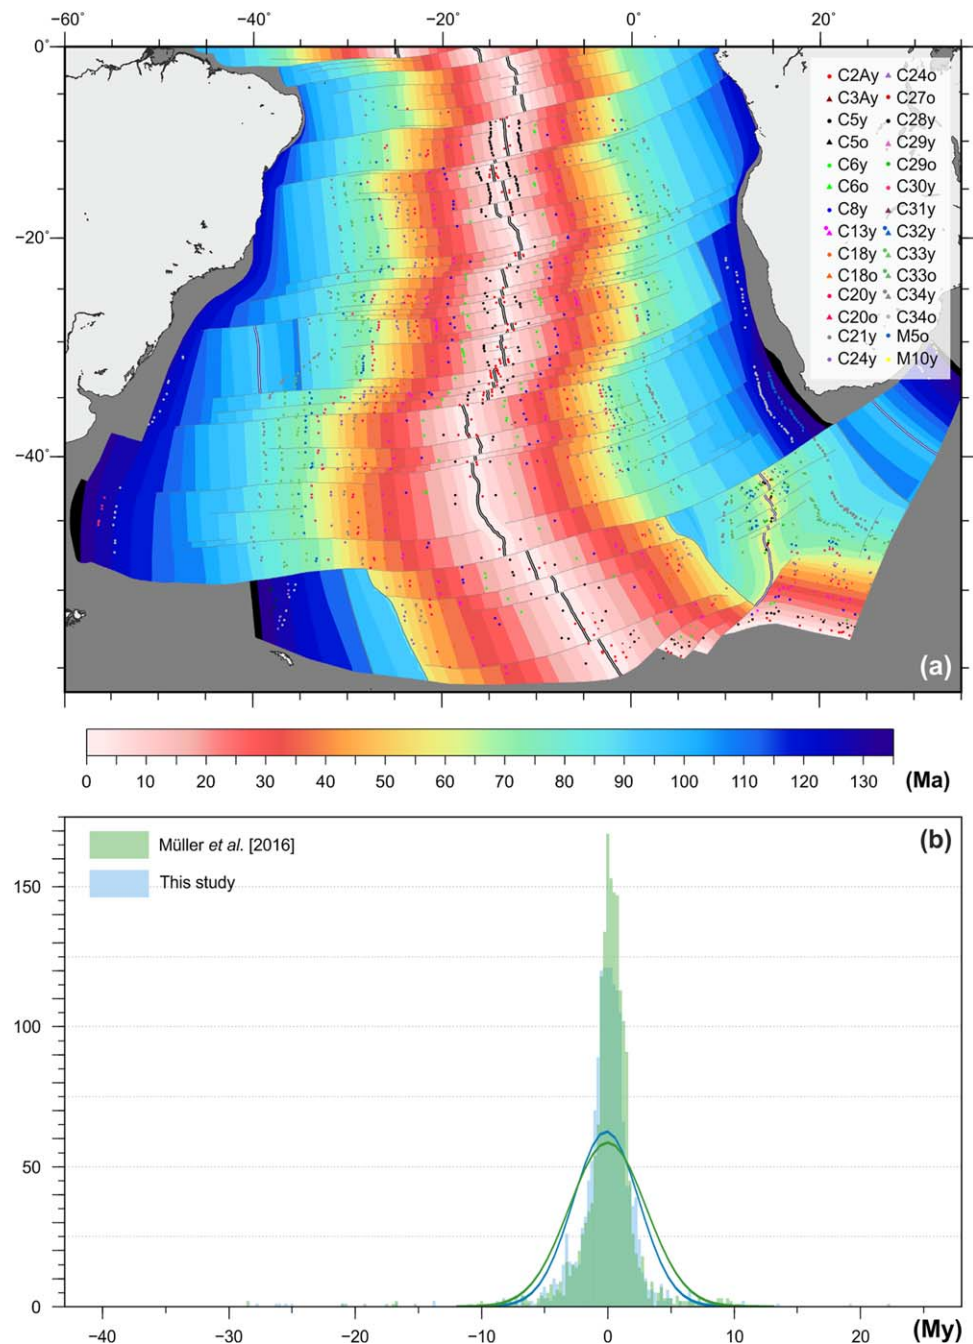 −60° −40° −20° 0° 20°
0°
−20°
−40°
C2Ay C24o
C3Ay C27o
C5y C28y
C5o C29y
C6y C29o
C6o C30y
C8y C31y
C13y C32y
C18y C33y
C18o C33o
C20y C34y
C20o C34o
C21y M5o
C24y M10y
(a)
0 10 20 30 40 50 60 70 80 90 100 110 120 130 (Ma)
(b)
Müller et al. [2016]
This study
150
100
50
0
−40 −30 −20 −10 0 10 20 (My)